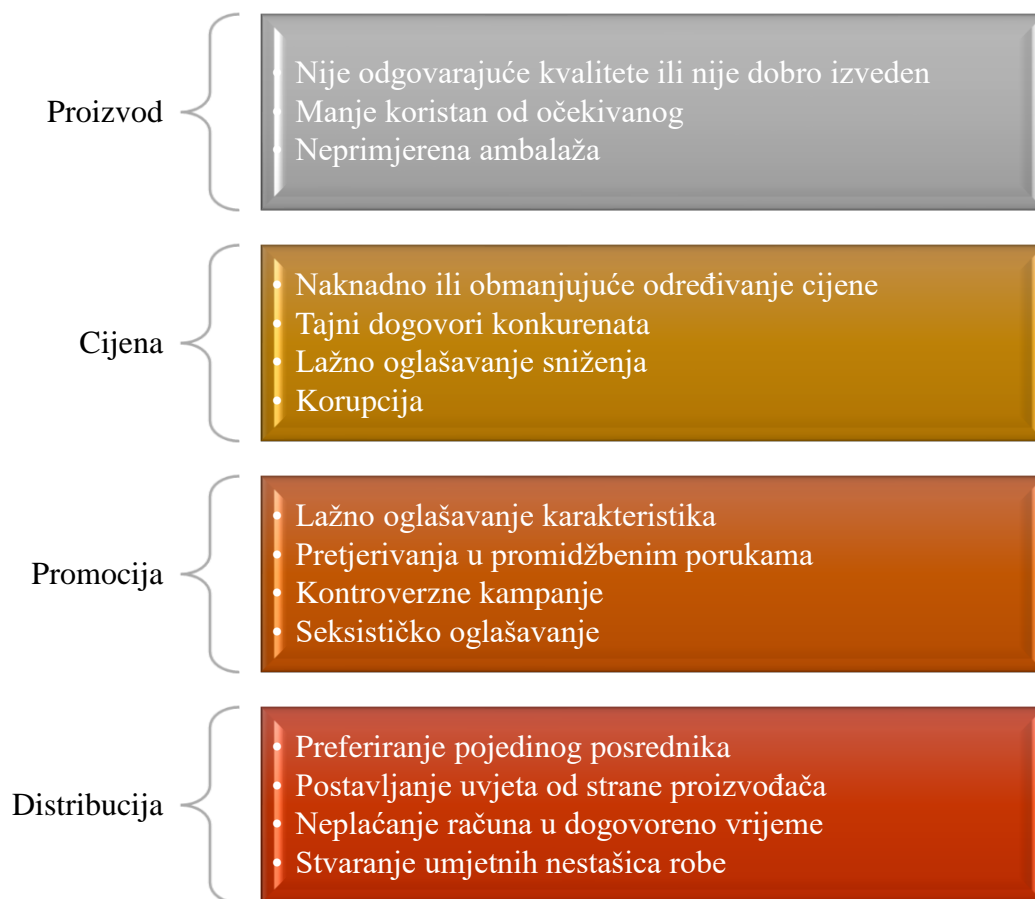 Proizvod
• Nije odgovarajuće kvalitete ili nije dobro izveden
• Manje koristan od očekivanog
• Neprimjerena ambalaža
Cijena
• Naknadno ili obmanjujuće određivanje cijene
• Tajni dogovori konkurenata
• Lažno oglašavanje sniženja
• Korupcija
Promocija
• Lažno oglašavanje karakteristika
• Pretjerivanja u promidžbenim porukama
• Kontroverzne kampanje
• Seksističko oglašavanje
Distribucija
• Preferiranje pojedinog posrednika
• Postavljanje uvjeta od strane proizvođača
• Neplaćanje računa u dogovoreno vrijeme
• Stvaranje umjetnih nestašica robe